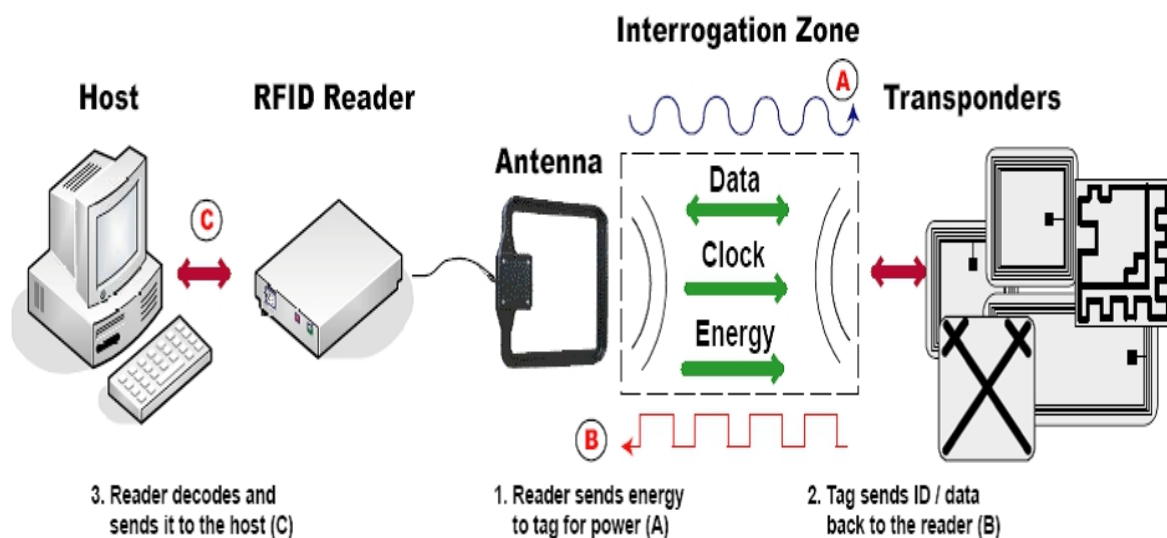 Interrogation Zone
Host
RFID Reader
A
Transponders
Antenna
Data
C
Clock
Energy
B
3. Reader decodes and
sends it to the host (C)
1. Reader sends energy
to tag for power (A)
2. Tag sends ID / data
back to the reader (B)